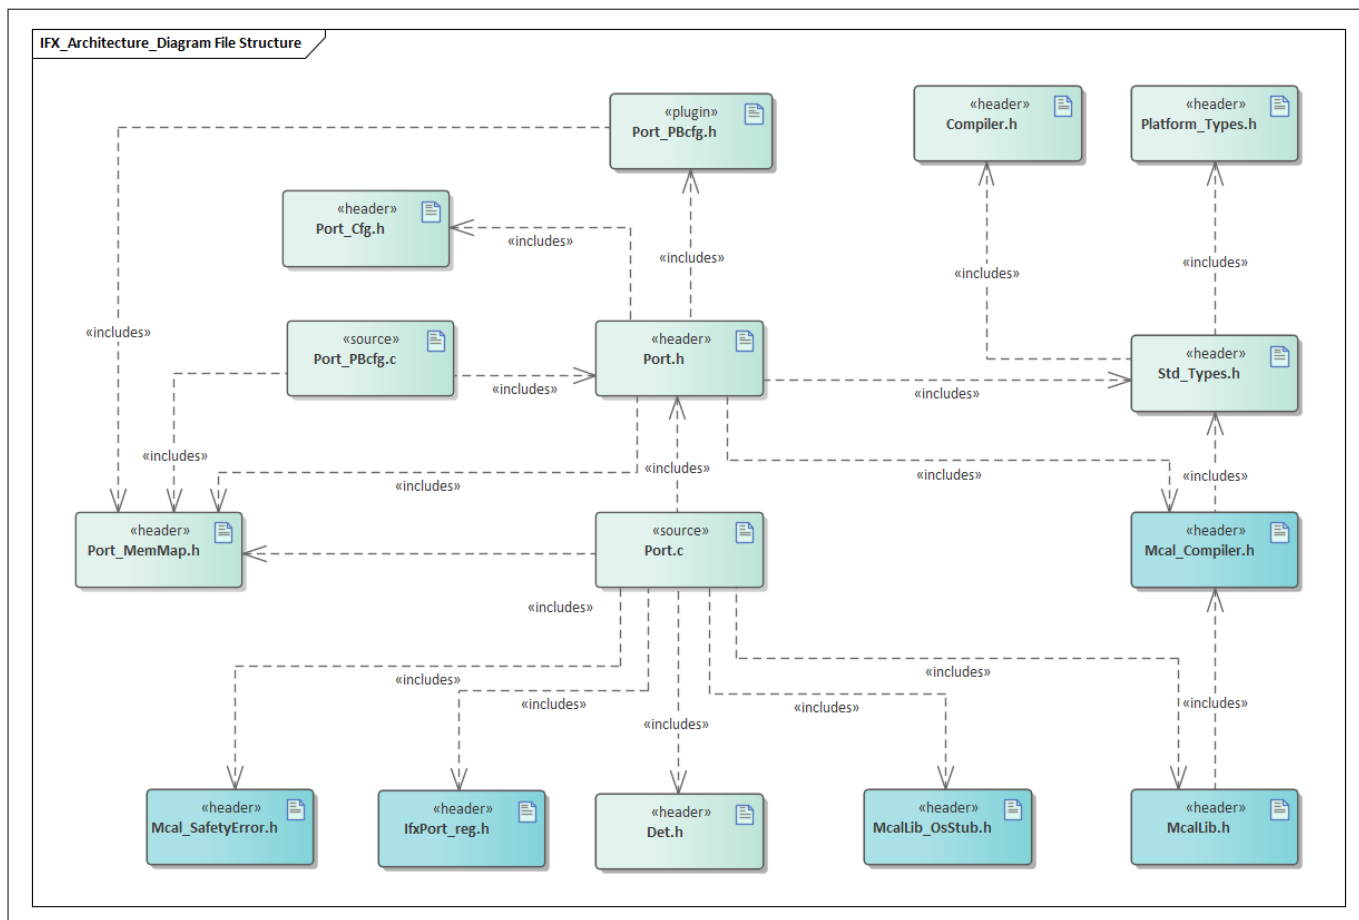 IFX_Architecture_Diagram File Structure
«plugin»
Port_PBcfg.h
«header»
Compiler.h
«header»
Platform_Types.h
«header»
Port_Cfg.h
«includes»
«includes»
«includes»
«includes»
«includes»
«source»
Port_PBcfg.c
«header»
Port.h
«header»
Std_Types.h
«includes»
«includes»
«includes»
«includes»
«includes»
«includes»
«includes»
«includes»
«header»
Port_MemMap.h
«source»
Port.c
«header»
Mcal_Compiler.h
«includes»
«includes»
«includes»
«includes»
«includes»
«includes»
«includes»
«includes»
«header»
Mcal_SafetyError.h
«header»
IfxPort_reg.h
«header»
Det.h
«header»
McalLib_OsStub.h
«header»
McalLib.h